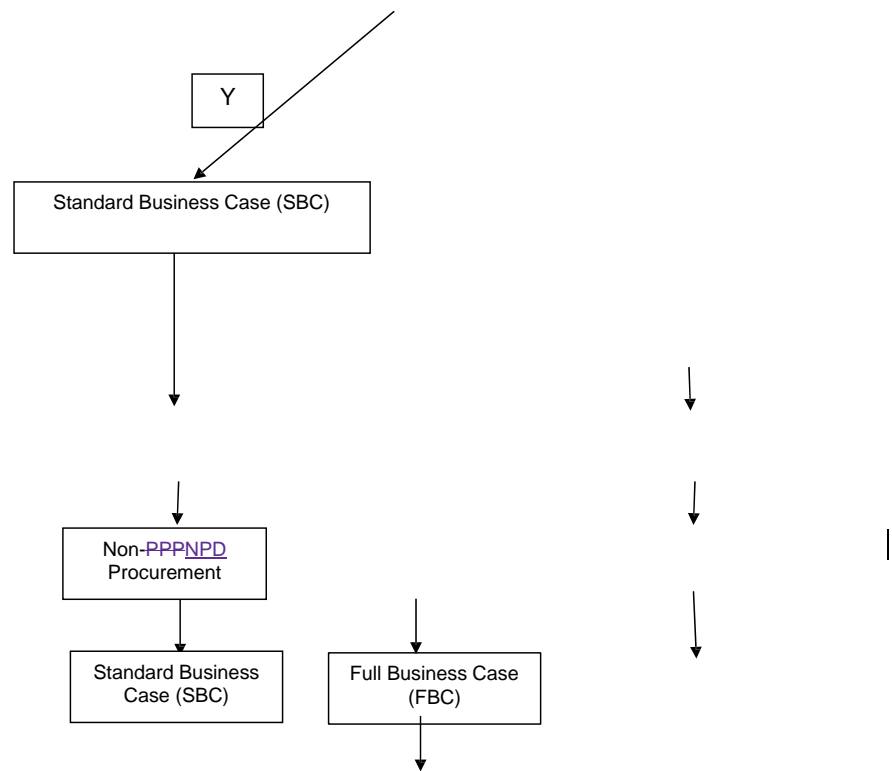 Y
Standard Business Case (SBC)
Non-PPPNPD
Procurement
Standard Business
Case (SBC)
Full Business Case
(FBC)